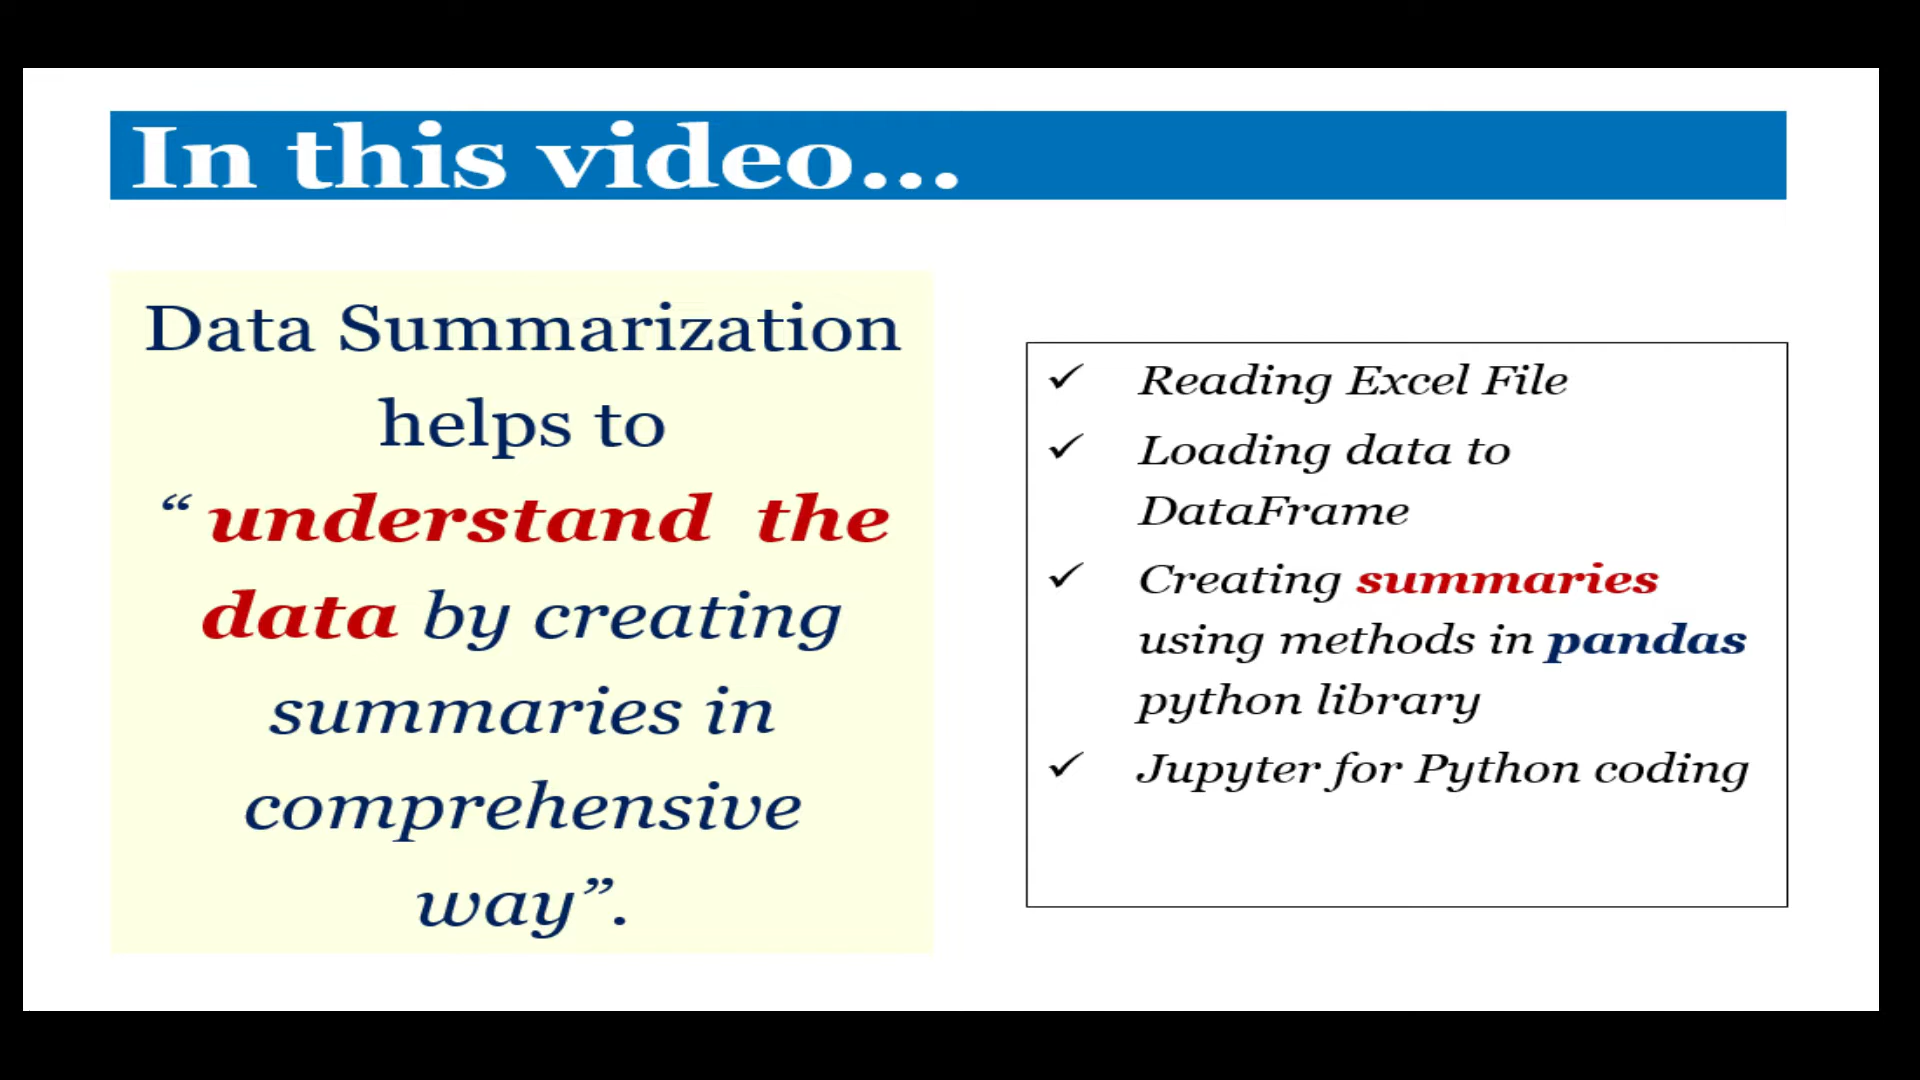 In this video...
Data Summarization
helps to
“ understand the
data by creating
summaries in
comprehensive
way”.
✓ Reading Excel File
✓ Loading data to
DataFrame
✓ Creating summaries
using methods in pandas
python library
✓ Jupyter for Python coding